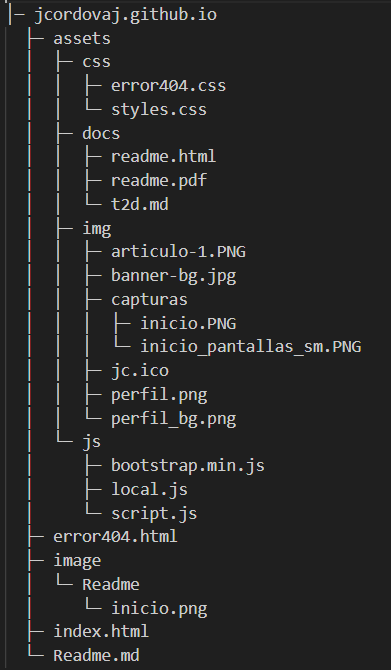 ├─ jcordovaj.github.io
│  ├─ assets
│  │  ├─ css
│  │  │  ├─ error404.css
│  │  │  └─ styles.css
│  │  ├─ docs
│  │  │  ├─ readme.html
│  │  │  ├─ readme.pdf
│  │  │  └─ t2d.md
│  │  ├─ img
│  │  │  ├─ articulo-1.PNG
│  │  │  ├─ banner-bg.jpg
│  │  │  ├─ capturas
│  │  │  │  ├─ inicio.PNG
│  │  │  │  └─ inicio_pantallas_sm.PNG
│  │  │  ├─ jc.ico
│  │  │  ├─ perfil.png
│  │  │  └─ perfil_bg.png
│  │  └─ js
│  │     ├─ bootstrap.min.js
│  │     ├─ local.js
│  │     └─ script.js
│  ├─ error404.html
│  ├─ image
│  │  └─ Readme
│  │     └─ inicio.png
│  ├─ index.html
│  └─ Readme.md